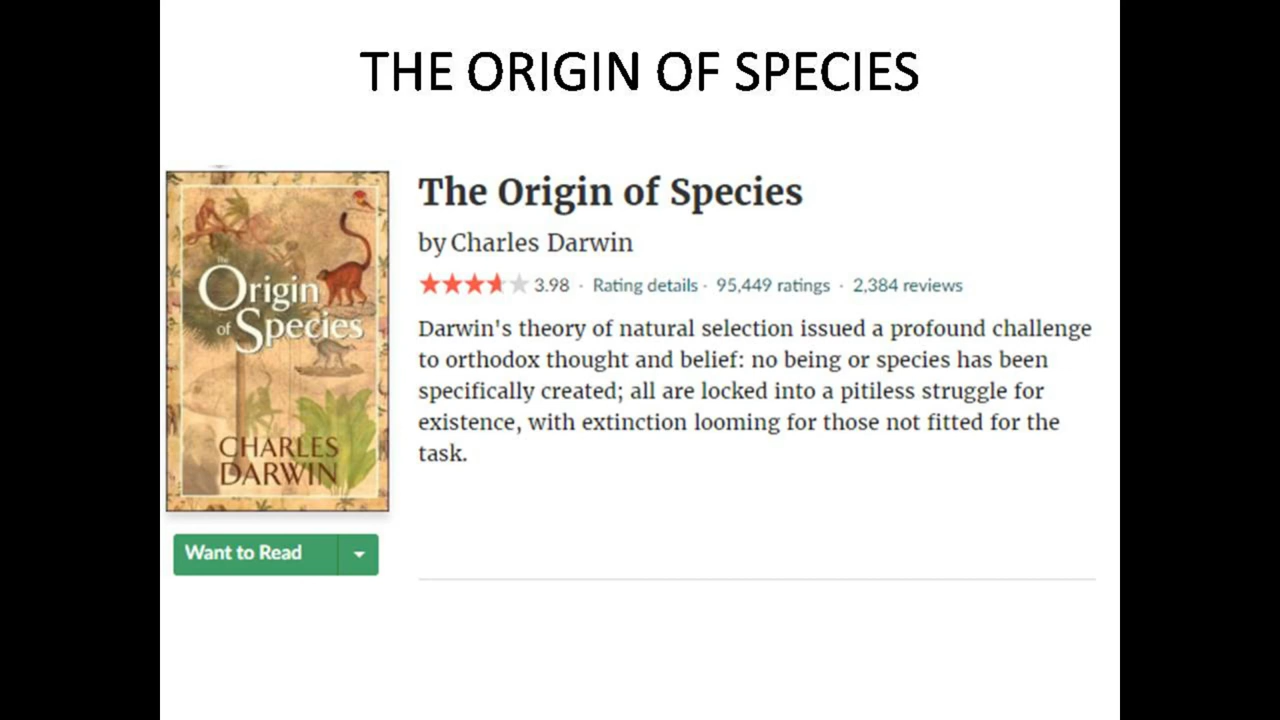 THE ORIGIN OF SPECIES
The Origin of Species
by Charles Darwin
3.98 · Rating details · 95,449 ratings · 2,384 reviews
Darwin's theory of natural selection issued a profound challenge
to orthodox thought and belief: no being or species has been
specifically created; all are locked into a pitiless struggle for
existence, with extinction looming for those not fitted for the
task.
The
Origin
of Species
CHARLES
DARWIN
Want to Read